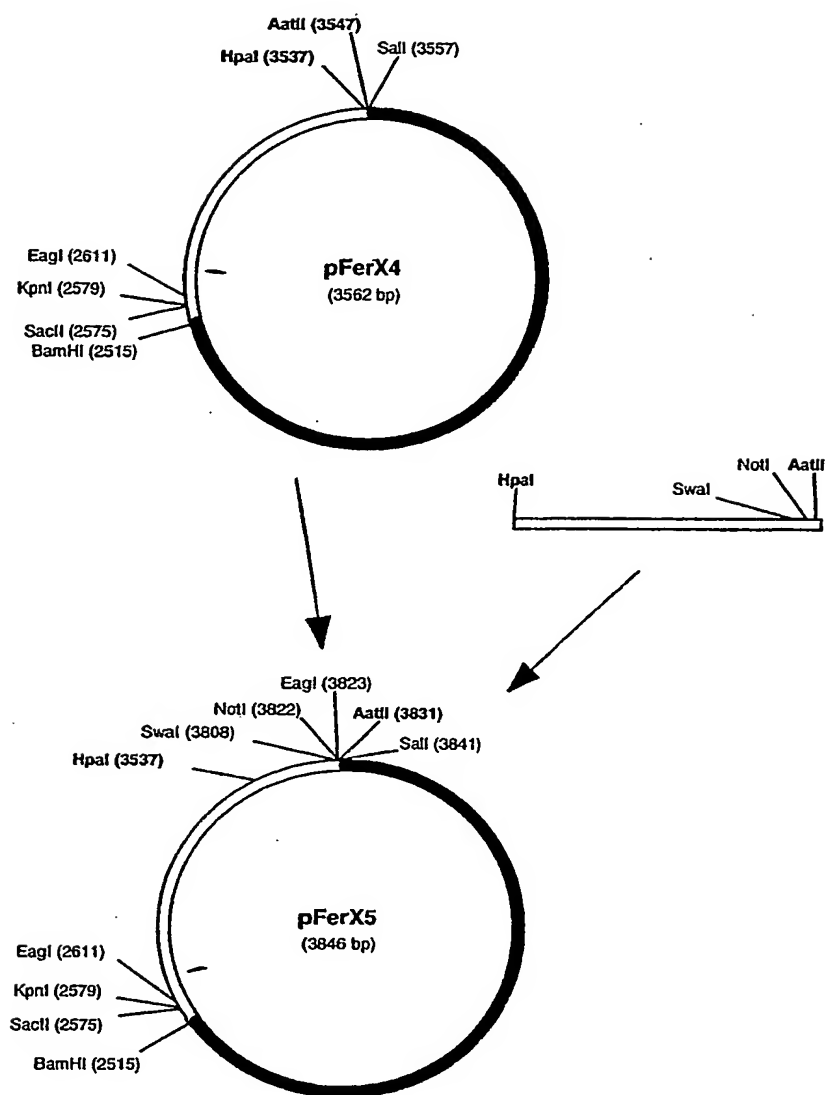 AatII (3547)
HpaI (3537)
SalI (3557)
EagI (2611)
KpnI (2579)
SacII (2575)
BamHI (2515)
pFerX4
(3562 bp)
HpaI
SwaI
NotI
AatII
EagI (3823)
NotI (3822)
AatII (3831)
SwaI (3808)
SalI (3841)
HpaI (3537)
pFerX5
(3846 bp)
EagI (2611)
KpnI (2579)
SacII (2575)
BamHI (2515)